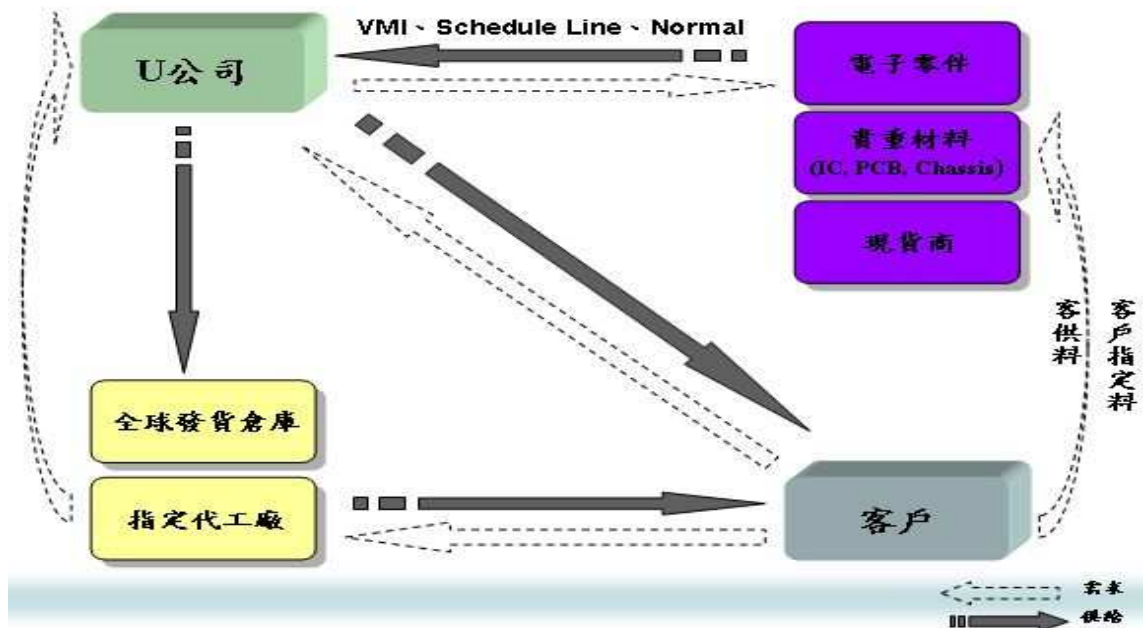 VMI、Schedule Line、Normal
U公司
電子零件
貴重材料
(IC, PCB, Chassis)
現貨商
客供料
客戶指定料
全球發貨倉庫
指定代工廠
客戶
需求
供給